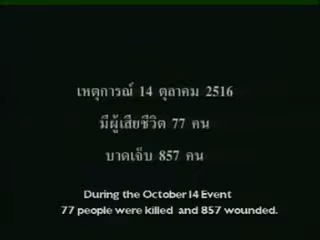 เหตุการณ์ 14 ตุลาคม 2516
มีผู้เสียชีวิต 77 คน
บาดเจ็บ 857 คน
During the October14 Event
77 people were killed and 857 wounded.